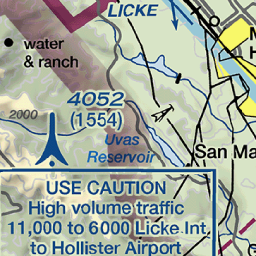 LICKE
water
& ranch
2000
4052
(1554)
Uvas
Reservoir
San Ma
USE CAUTION
High volume traffic
11,000 to 6000 Licke Int
to Hollister Airport